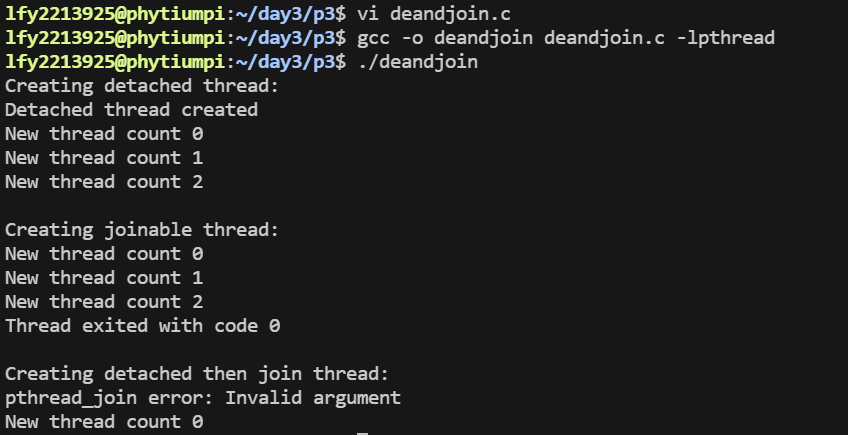 lfy2213925@phytiumpi:~/day3/p3$ vi deandjoin.c
lfy2213925@phytiumpi:~/day3/p3$ gcc -o deandjoin deandjoin.c -lpthread
lfy2213925@phytiumpi:~/day3/p3$ ./deandjoin
Creating detached thread:
Detached thread created
New thread count 0
New thread count 1
New thread count 2
Creating joinable thread:
New thread count 0
New thread count 1
New thread count 2
Thread exited with code 0
Creating detached then join thread:
pthread_join error: Invalid argument
New thread count 0